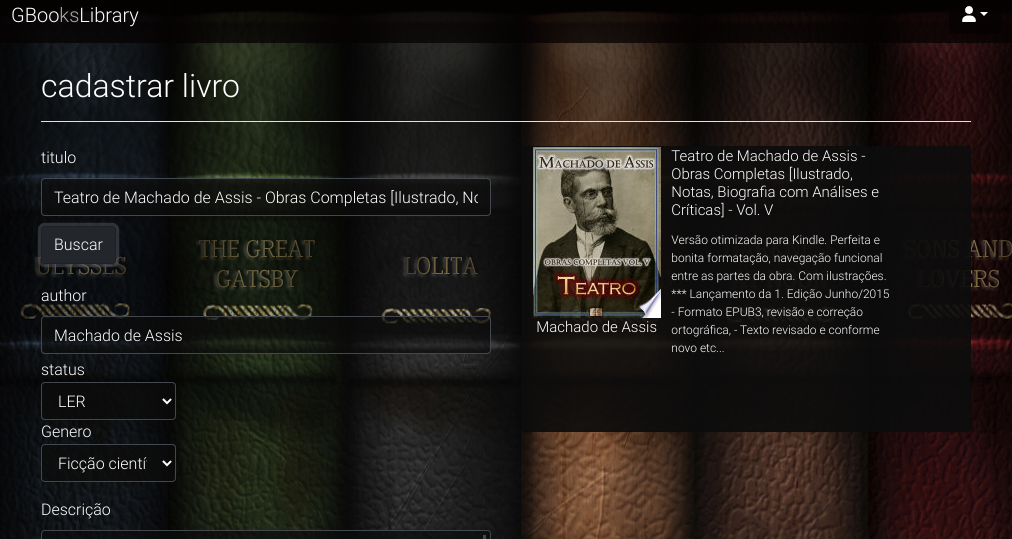 GBooksLibrary
cadastrar livro
titulo
Teatro de Machado de Assis - Obras Completas [Ilustrado, No
Buscar
ULYSSES
THE GREAT
GATSBY
LOLITA
author
Machado de Assis
status
LER
Genero
Ficção cientí
Descrição
MACHADO DE ASSIS
OBRAS COMPLETAS VOL. V
TEATRO
Machado de Assis
Teatro de Machado de Assis -
Obras Completas [Ilustrado,
Notas, Biografia com Análises e
Críticas] - Vol. V
Versão otimizada para Kindle. Perfeita e
bonita formatação, navegação funcional
entre as partes da obra. Com ilustrações.
*** Lançamento da 1. Edição Junho/2015
- Formato EPUB3, revisão e correção
ortográfica, - Texto revisado e conforme
novo etc...
AND